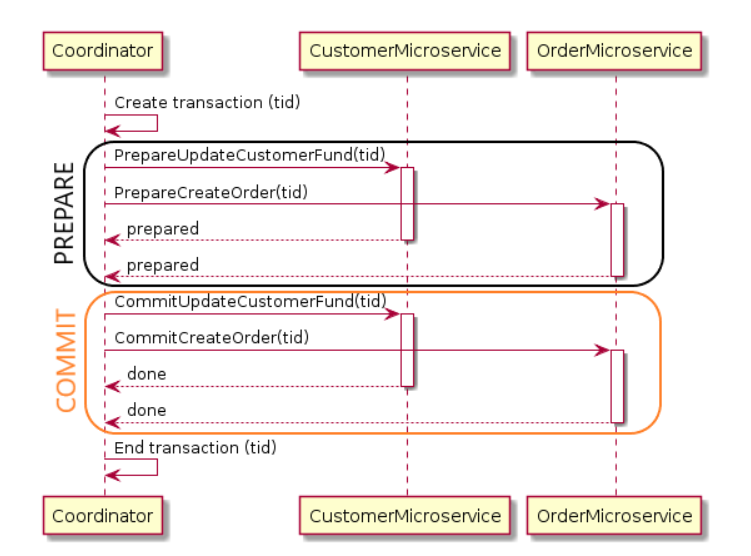 Coordinator
CustomerMicroservice
OrderMicroservice
Create transaction (tid)
PREPARE
PrepareUpdateCustomerFund(tid)
PrepareCreateOrder(tid)
prepared
prepared
COMMIT
CommitUpdateCustomerFund(tid)
CommitCreateOrder(tid)
done
done
End transaction (tid)
Coordinator
CustomerMicroservice
OrderMicroservice